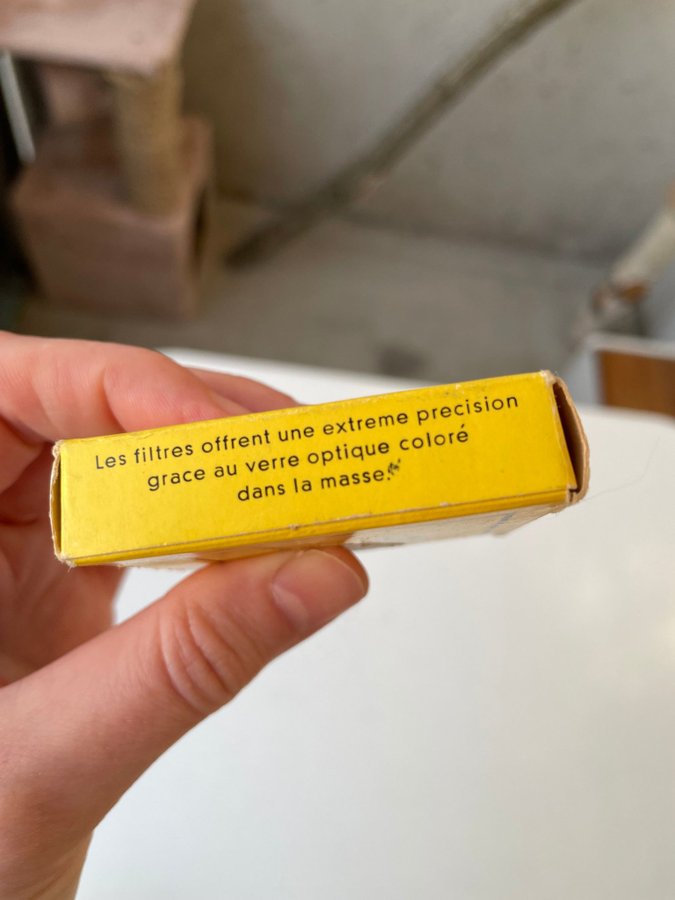 Les filtres offrent une extreme precision
grace au verre optique coloré
dans la masse.